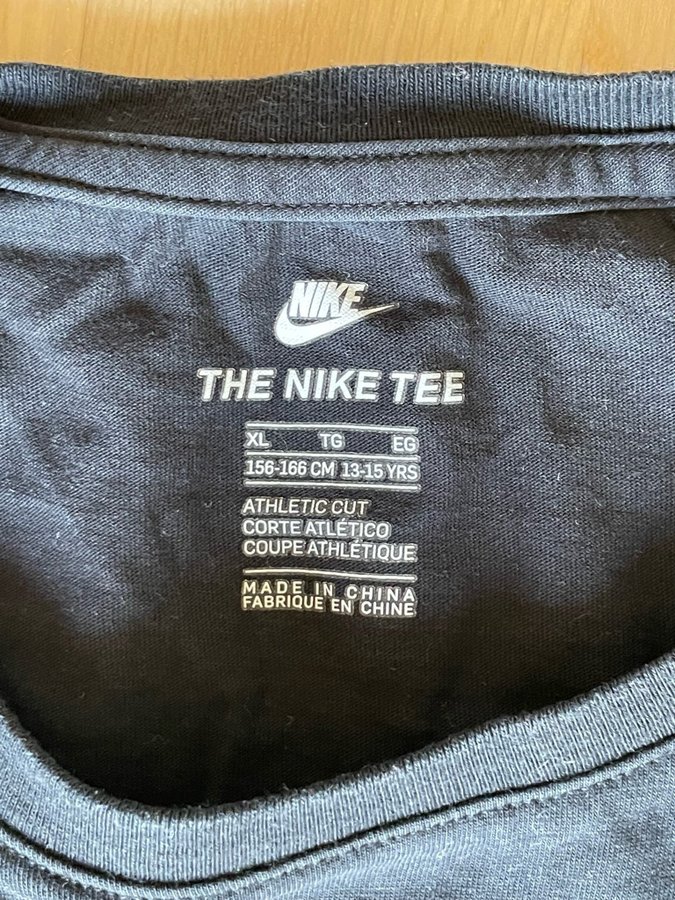 NIKE
THE NIKE TEE
XL TG EG
156-166 CM 13-15 YRS
ATHLETIC CUT
CORTE ATLÉTICO
COUPE ATHLÉTIQUE
MADE IN CHINA
FABRIQUE EN CHINE